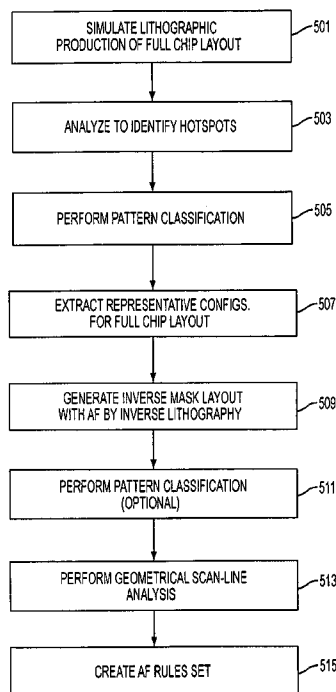 SIMULATE LITHOGRAPHIC
PRODUCTION OF FULL CHIP LAYOUT
501
ANALYZE TO IDENTIFY HOTSPOTS
503
PERFORM PATTERN CLASSIFICATION
505
EXTRACT REPRESENTATIVE CONFIGS.
FOR FULL CHIP LAYOUT
507
GENERATE INVERSE MASK LAYOUT
WITH AF BY INVERSE LITHOGRAPHY
509
PERFORM PATTERN CLASSIFICATION
(OPTIONAL)
511
PERFORM GEOMETRICAL SCAN-LINE
ANALYSIS
513
CREATE AF RULES SET
515